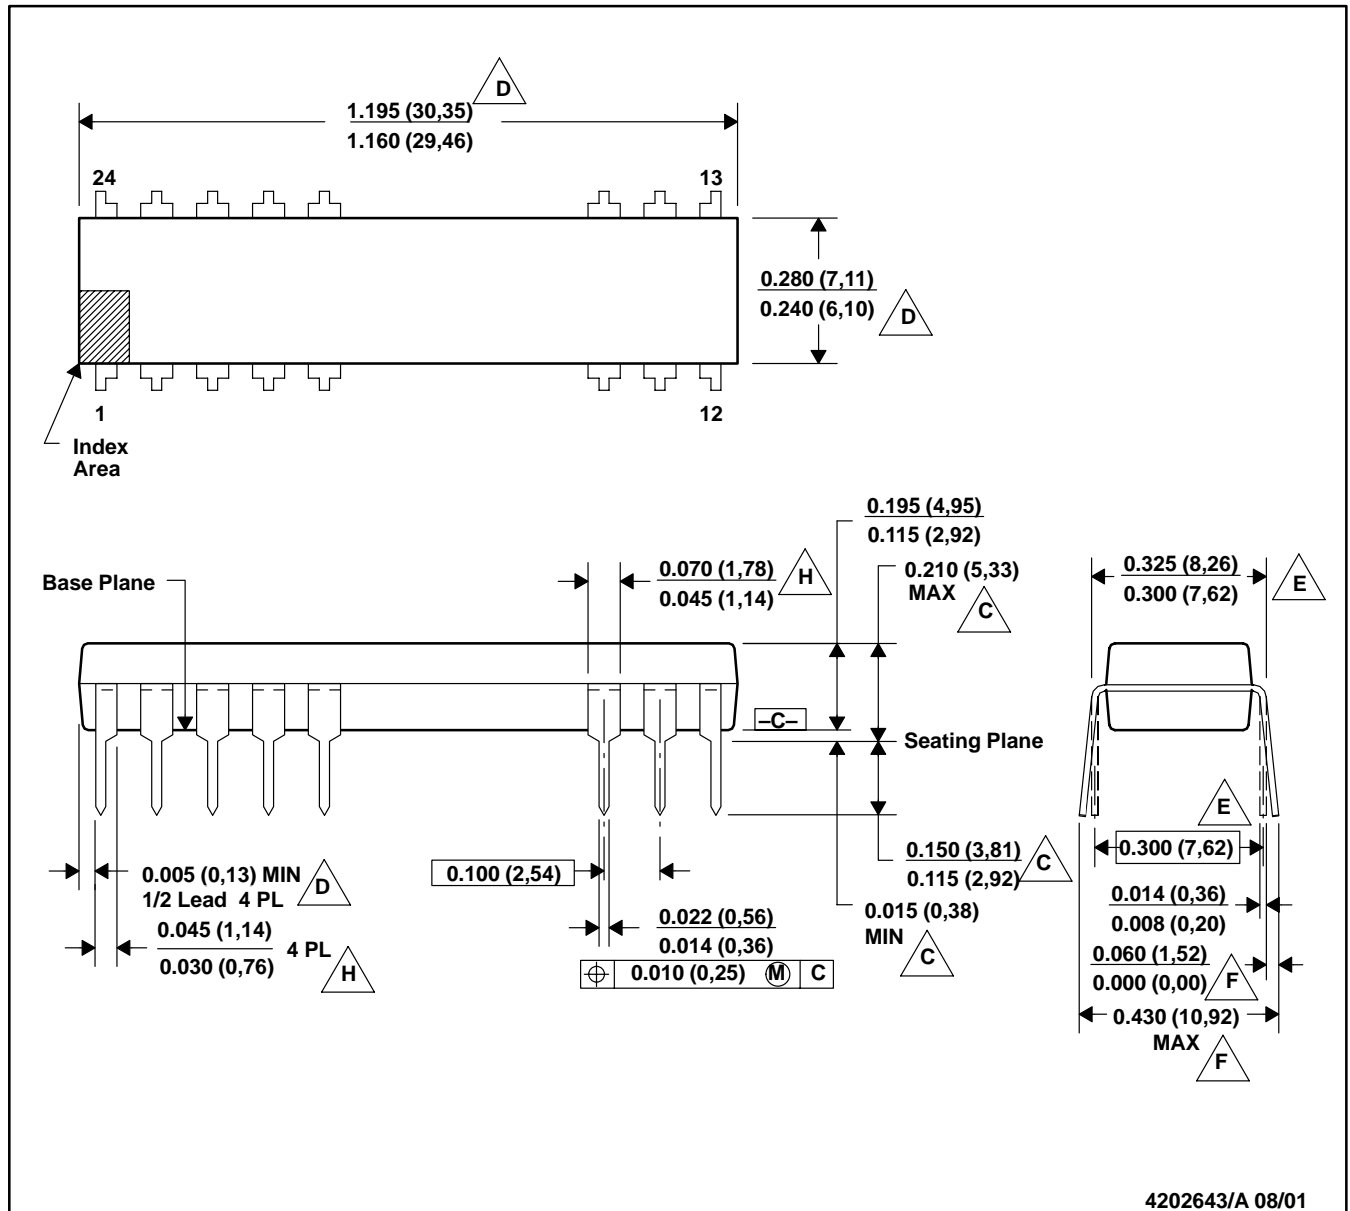 D
1.195 (30,35)
1.160 (29,46)
24
13
0.280 (7,11)
0.240 (6,10)
D
1
12
Index
Area
0.195 (4,95)
0.115 (2,92)
Base Plane
0.070 (1,78)
0.045 (1,14)
H
0.210 (5,33)
MAX
C
0.325 (8,26)
0.300 (7,62)
E
–C–
Seating Plane
E
0.300 (7,62)
0.005 (0,13) MIN
1/2 Lead 4 PL
D
0.100 (2,54)
0.150 (3,81)
0.115 (2,92)
C
0.014 (0,36)
0.008 (0,20)
0.045 (1,14)
0.030 (0,76)
4 PL
H
0.022 (0,56)
0.014 (0,36)
0.015 (0,38)
MIN
C
0.010 (0,25) M C
0.060 (1,52)
0.000 (0,00)
F
0.430 (10,92)
MAX
F
4202643/A 08/01